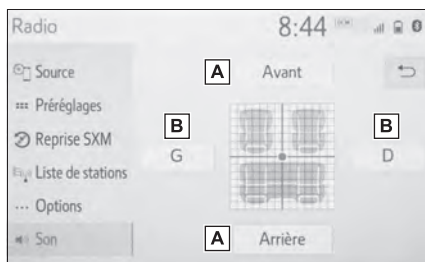 Radio
8:44
Source
A Avant
Préréglages
B B
Reprise SXM
G D
Liste de stations
Options
Son
A Arrière